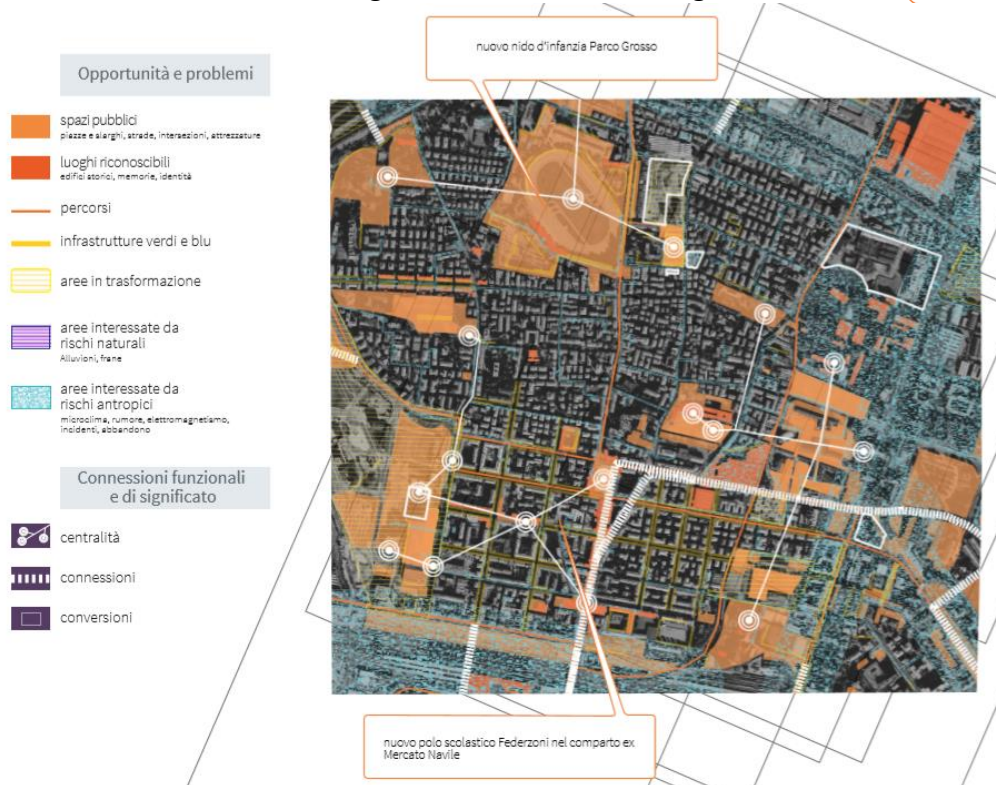 nuovo nido d'infanzia Parco Grosso
Opportunità e problemi
spazi pubblici
piazze e slarghi, strade, intersezioni, attrezzature
luoghi riconoscibili
edifici storici, memorie, identità
percorsi
infrastrutture verdi e blu
aree in trasformazione
aree interessate da
rischi naturali
Alluvioni, frane
aree interessate da
rischi antropici
microclima, rumore, elettromagnetismo,
incidenti, abbandono
Connessioni funzionali
e di significato
centralità
connessioni
conversioni
nuovo polo scolastico Federzoni nel comparto ex
Mercato Navile